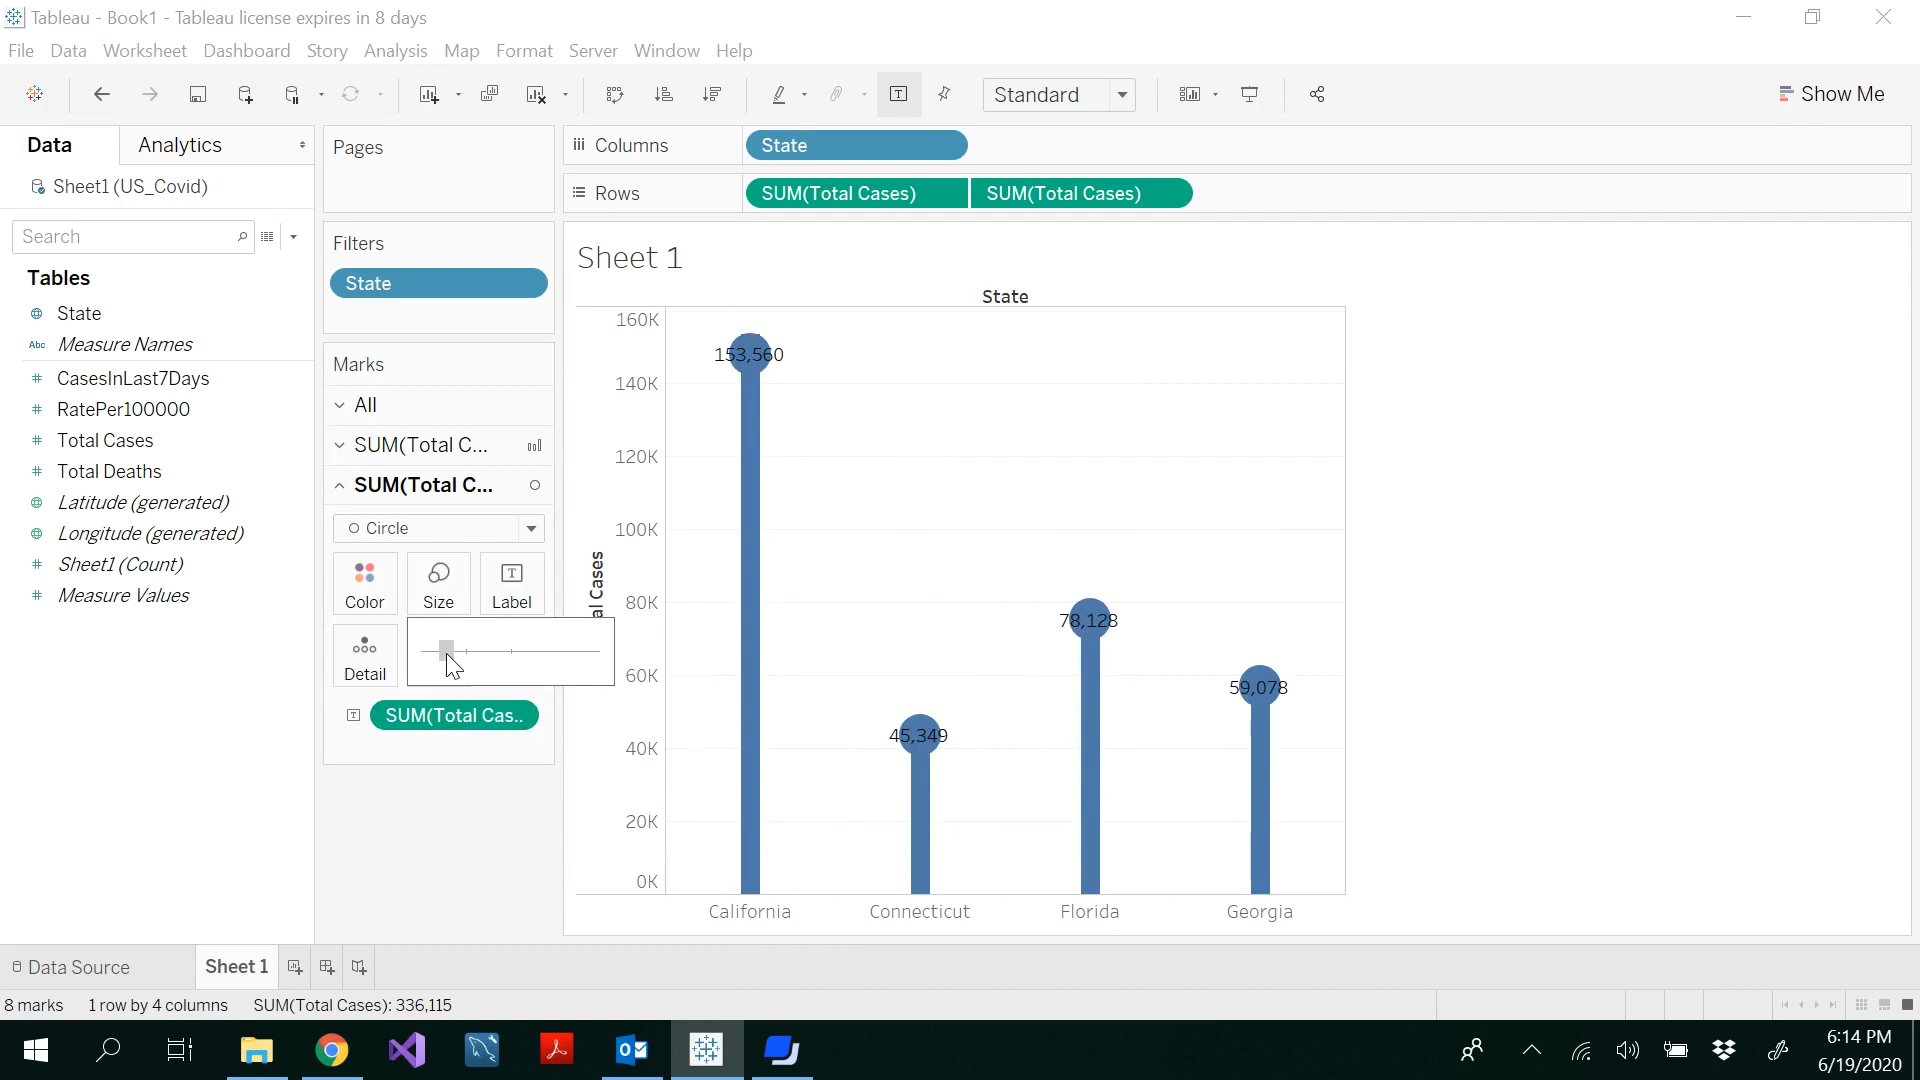 Tableau - Book1 - Tableau license expires in 8 days
File Data Worksheet Dashboard Story Analysis Map Format Server Window Help
Standard
Show Me
Data
Analytics
Pages
Columns
State
Sheet1 (US_Covid)
Rows
SUM(Total Cases)
SUM(Total Cases)
Search
Filters
State
Sheet 1
Tables
State
Abc Measure Names
CasesInLast7Days
RatePer100000
Total Cases
Total Deaths
Latitude (generated)
Longitude (generated)
Sheet1 (Count)
Measure Values
Marks
All
SUM(Total C...
SUM(Total C...
Circle
Color
Size
Label
Detail
SUM(Total Cas..
State
160K
140K
120K
100K
80K
60K
40K
20K
0K
al Cases
153,560
45,349
78,128
59,078
California
Connecticut
Florida
Georgia
Data Source
Sheet 1
8 marks
1 row by 4 columns
SUM(Total Cases): 336,115
6:14 PM
6/19/2020